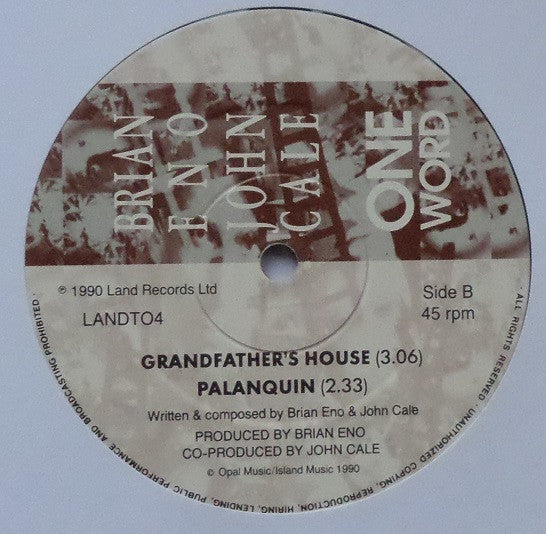 BRIAN
ENO
JOHN
CALE
ONE
WORD
℗ 1990 Land Records Ltd
LANDTO4
Side B
45 rpm
GRANDFATHER'S HOUSE (3.06)
PALANQUIN (2.33)
Written & composed by Brian Eno & John Cale
PRODUCED BY BRIAN ENO
CO-PRODUCED BY JOHN CALE
© Opal Music/Island Music 1990
· ALL RIGHTS RESERVED · UNAUTHORIZED COPYING, REPRODUCTION, HIRING, LENDING, PUBLIC PERFORMANCE AND BROADCASTING PROHIBITED ·